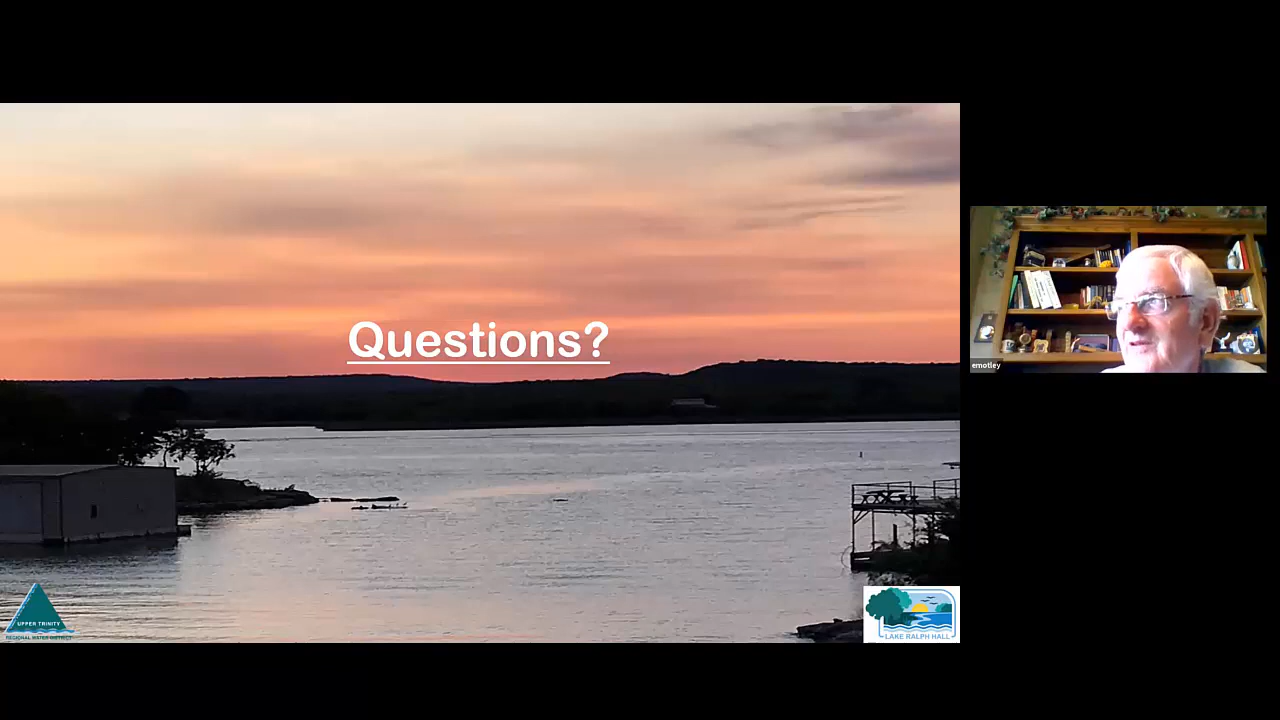 Questions?
UPPER TRINITY
REGIONAL WATER DISTRICT
LAKE RALPH HALL
emotley